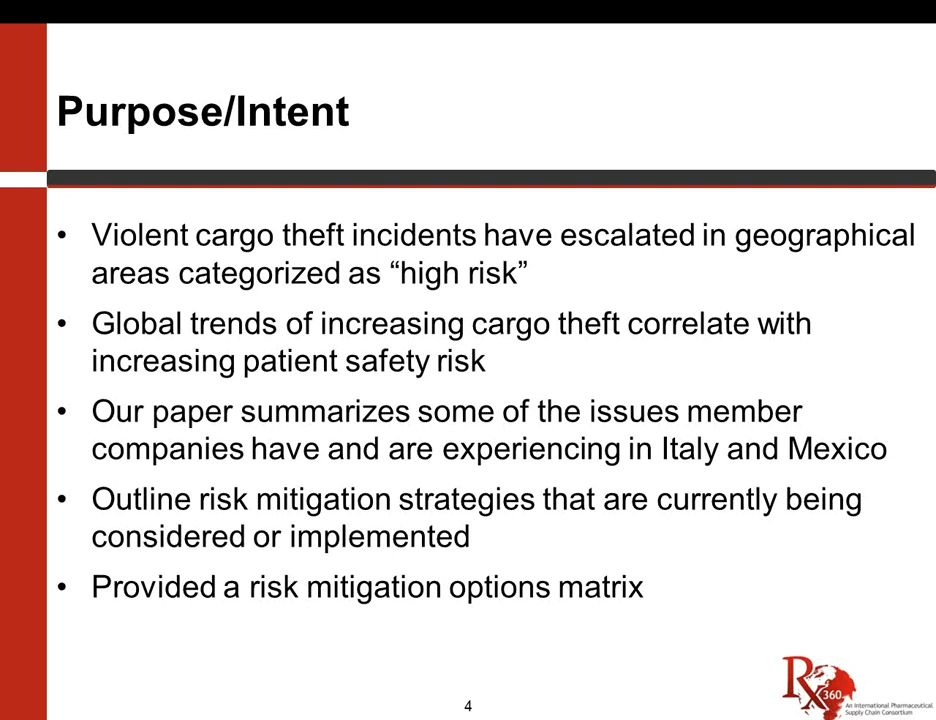 Purpose/Intent
• Violent cargo theft incidents have escalated in geographical
areas categorized as “high risk”
• Global trends of increasing cargo theft correlate with
increasing patient safety risk
• Our paper summarizes some of the issues member
companies have and are experiencing in Italy and Mexico
• Outline risk mitigation strategies that are currently being
considered or implemented
• Provided a risk mitigation options matrix
4
Rx
360
An International Pharmaceutical
Supply Chain Consortium